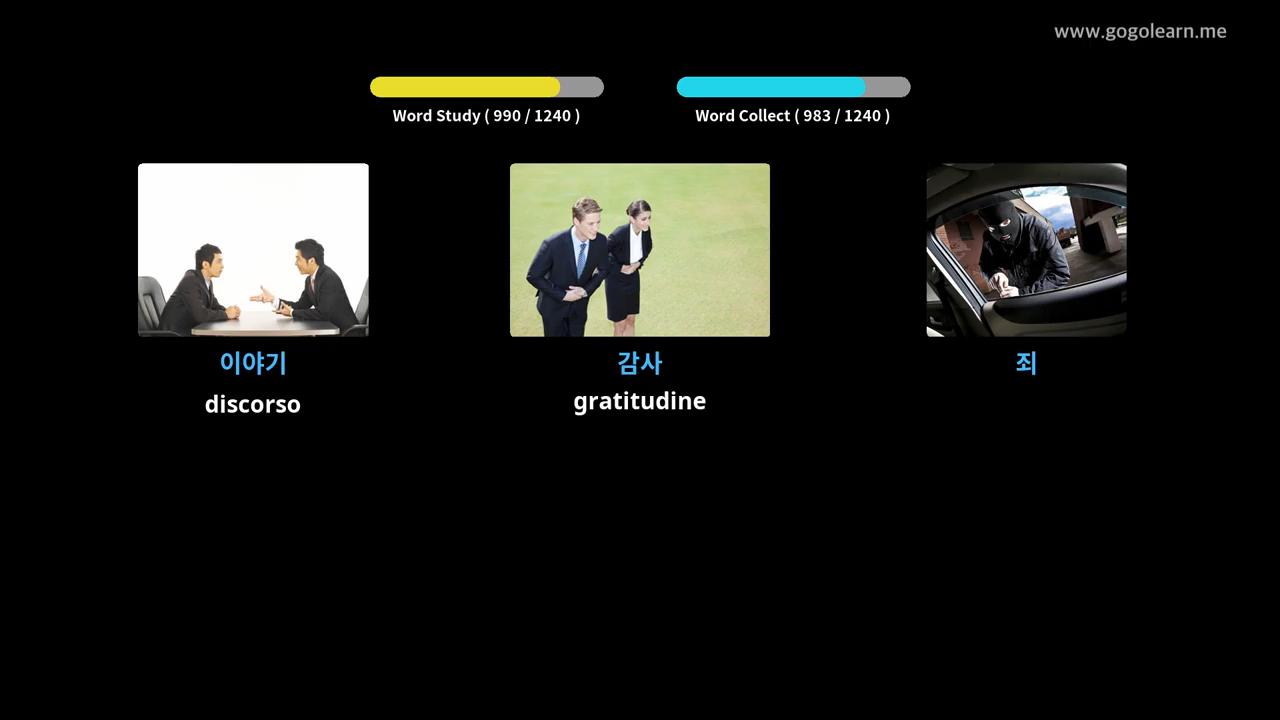 www.gogolearn.me
Word Study ( 990 / 1240 )
Word Collect ( 983 / 1240 )
이야기
감사
죄
discorso
gratitudine